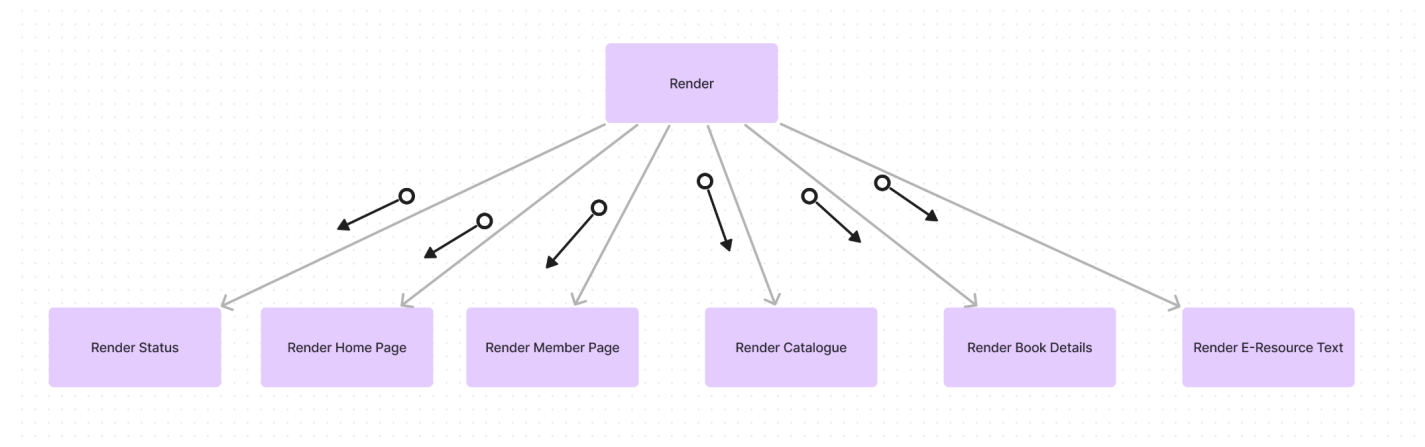 Render
Render Status
Render Home Page
Render Member Page
Render Catalogue
Render Book Details
Render E-Resource Text